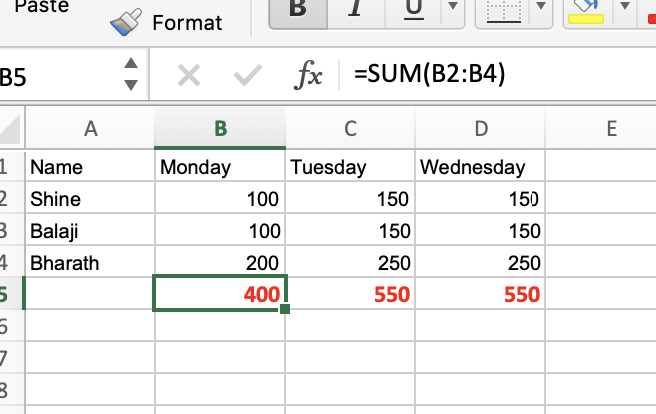 Paste
Format
B I U
B5
fx =SUM(B2:B4)
A B C D E
1 Name Monday Tuesday Wednesday
2 Shine 100 150 150
3 Balaji 100 150 150
4 Bharath 200 250 250
5 400 550 550
6
7
8